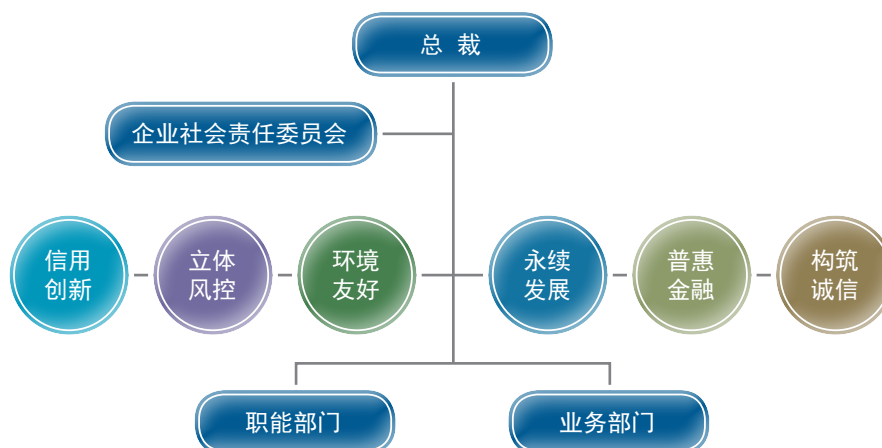 总 裁
企业社会责任委员会
信用
创新
立体
风控
环境
友好
永续
发展
普惠
金融
构筑
诚信
职能部门
业务部门